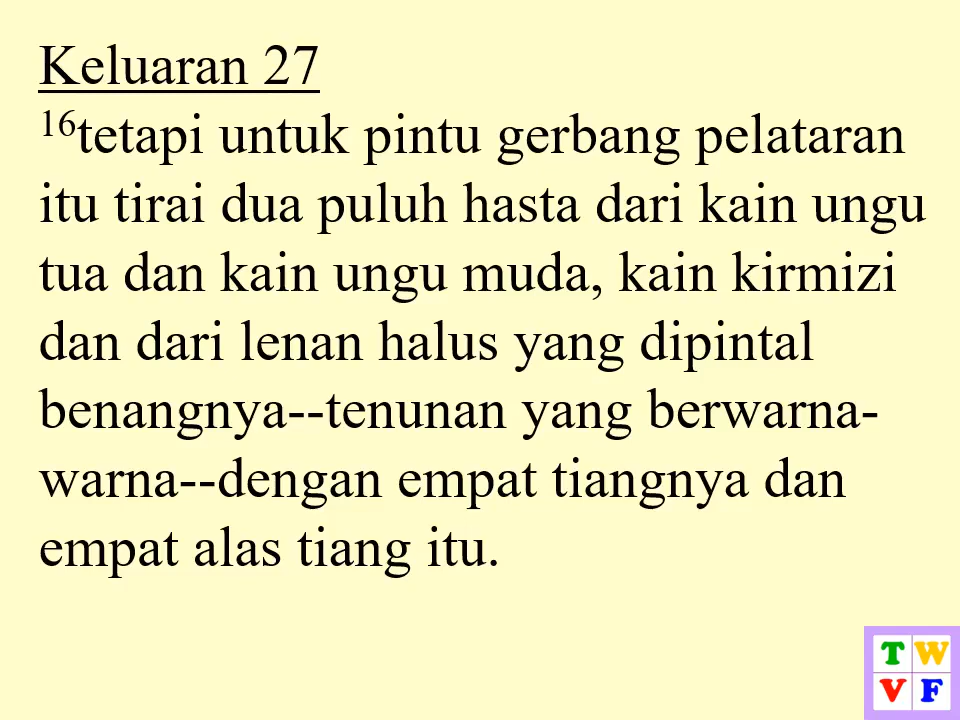 Keluaran 27
16tetapi untuk pintu gerbang pelataran
itu tirai dua puluh hasta dari kain ungu
tua dan kain ungu muda, kain kirmizi
dan dari lenan halus yang dipintal
benangnya--tenunan yang berwarna-
warna--dengan empat tiangnya dan
empat alas tiang itu.
T W
V F